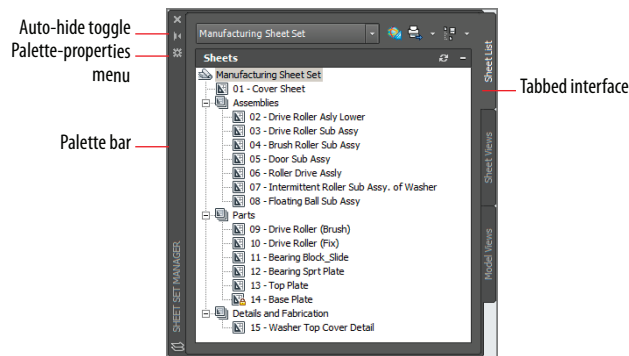 Auto-hide toggle
Palette-properties
menu
Palette bar
Tabbed interface
Manufacturing Sheet Set
Sheets
Manufacturing Sheet Set
01 - Cover Sheet
Assemblies
02 - Drive Roller Asly Lower
03 - Drive Roller Sub Assy
04 - Brush Roller Sub Assy
05 - Door Sub Assy
06 - Roller Drive Assly
07 - Intermittent Roller Sub Assy. of Washer
08 - Floating Ball Sub Assy
Parts
09 - Drive Roller (Brush)
10 - Drive Roller (Fix)
11 - Bearing Block_Slide
12 - Bearing Sprt Plate
13 - Top Plate
14 - Base Plate
Details and Fabrication
15 - Washer Top Cover Detail
SHEET SET MANAGER
Sheet List
Sheet Views
Model Views